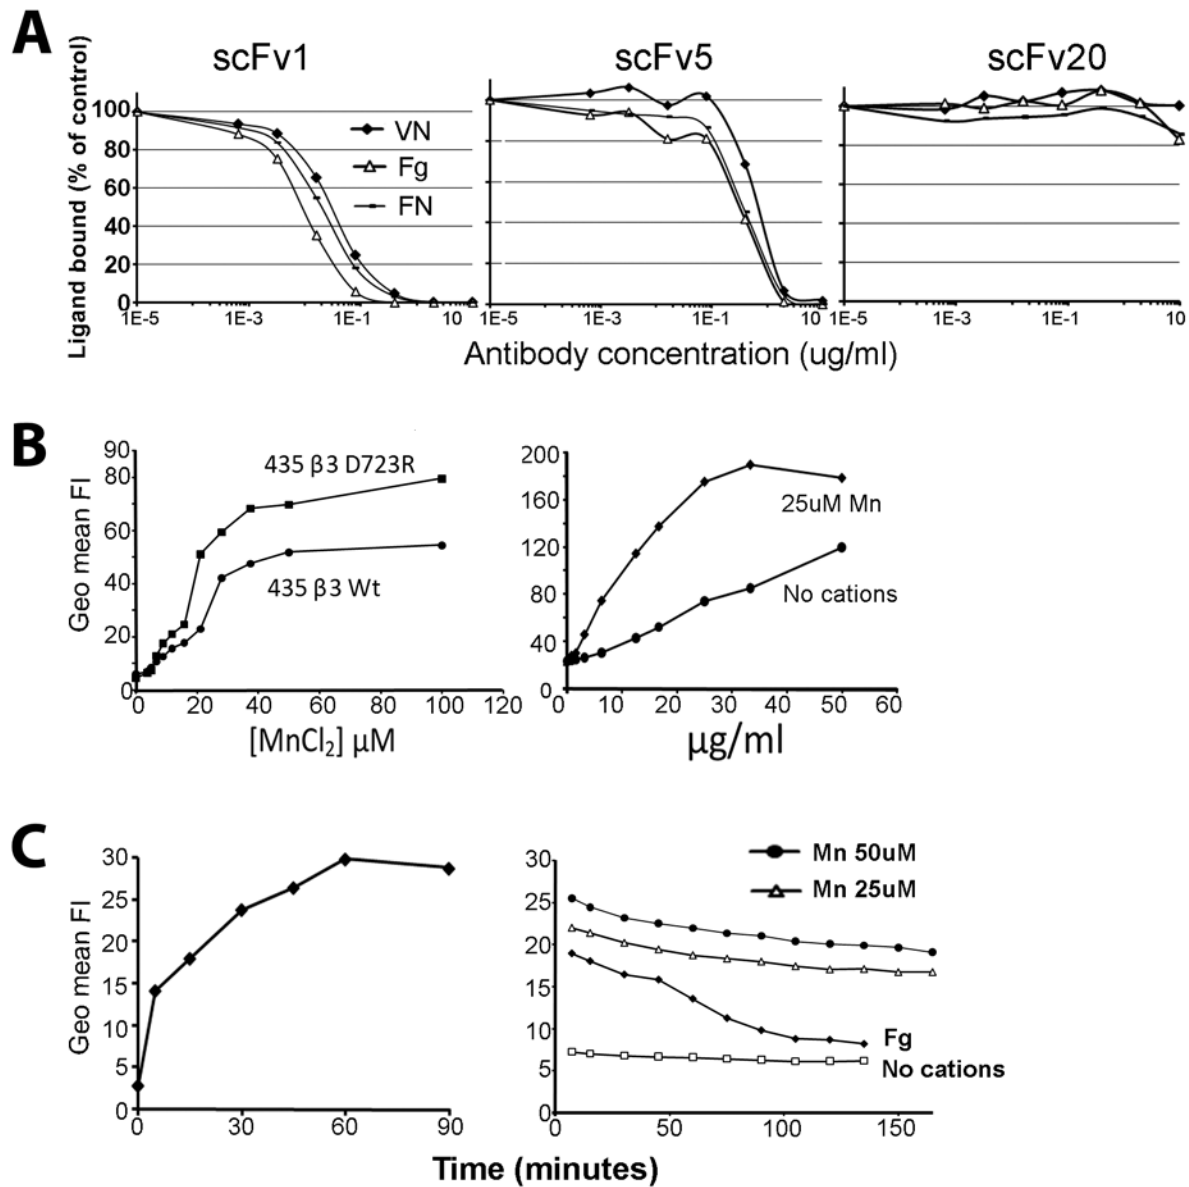 A
scFv1 scFv5 scFv20
Ligand bound (% of control)
100
80
60
40
20
0
VN
Fg
FN
1E-5 1E-3 1E-1 10 1E-5 1E-3 1E-1 10 1E-5 1E-3 1E-1 10
Antibody concentration (ug/ml)
B
Geo mean FI
90
80
60
40
20
0
435 β3 D723R
435 β3 Wt
0 20 40 60 80 100 120
[MnCl₂] µM
200
160
120
80
40
0
25uM Mn
No cations
0 10 20 30 40 50 60
µg/ml
C
Geo mean FI
30
25
20
15
10
5
0
0 30 60 90
Mn 50uM
Mn 25uM
30
25
20
15
10
5
0
Fg
No cations
0 50 100 150
Time (minutes)